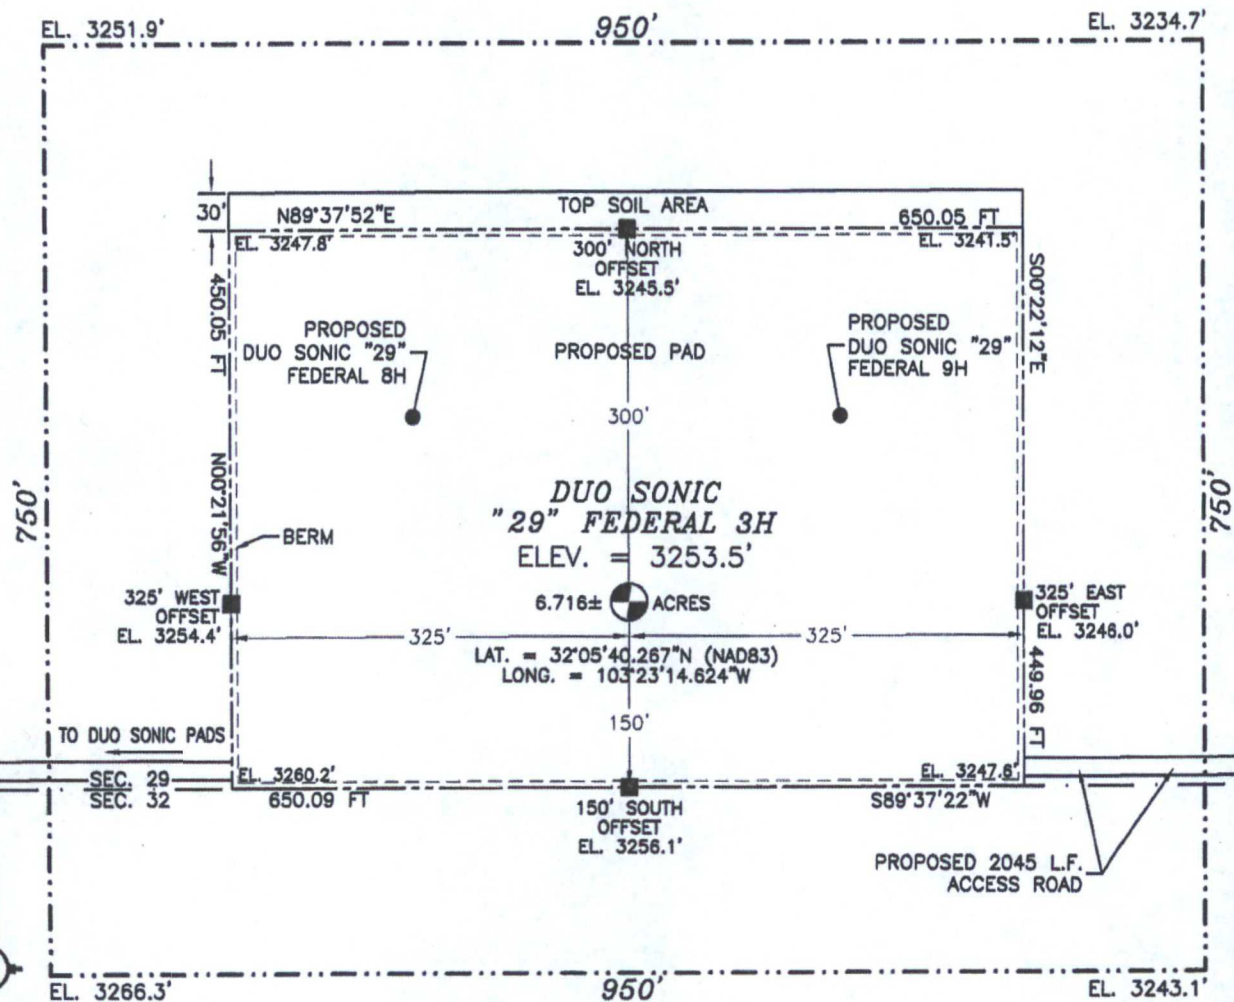 EL. 3251.9'
950'
EL. 3234.7'
30'
TOP SOIL AREA
N89°37'52"E
650.05 FT
EL. 3247.8'
EL. 3241.5'
300' NORTH
OFFSET
EL. 3245.5'
450.05 FT
S00°22'12"E
PROPOSED
DUO SONIC "29"
FEDERAL 8H
PROPOSED PAD
PROPOSED
DUO SONIC "29"
FEDERAL 9H
300'
N00°21'56"W
750'
750'
DUO SONIC
"29" FEDERAL 3H
ELEV. = 3253.5'
BERM
325' WEST
OFFSET
EL. 3254.4'
6.716± ACRES
325' EAST
OFFSET
EL. 3246.0'
325'
325'
LAT. = 32°05'40.267"N (NAD83)
LONG. = 103°23'14.624"W
449.96 FT
150'
TO DUO SONIC PADS
SEC. 29
SEC. 32
EL. 3260.2'
EL. 3247.6'
650.09 FT
S89°37'22"W
150' SOUTH
OFFSET
EL. 3256.1'
PROPOSED 2045 L.F.
ACCESS ROAD
EL. 3266.3'
950'
EL. 3243.1'